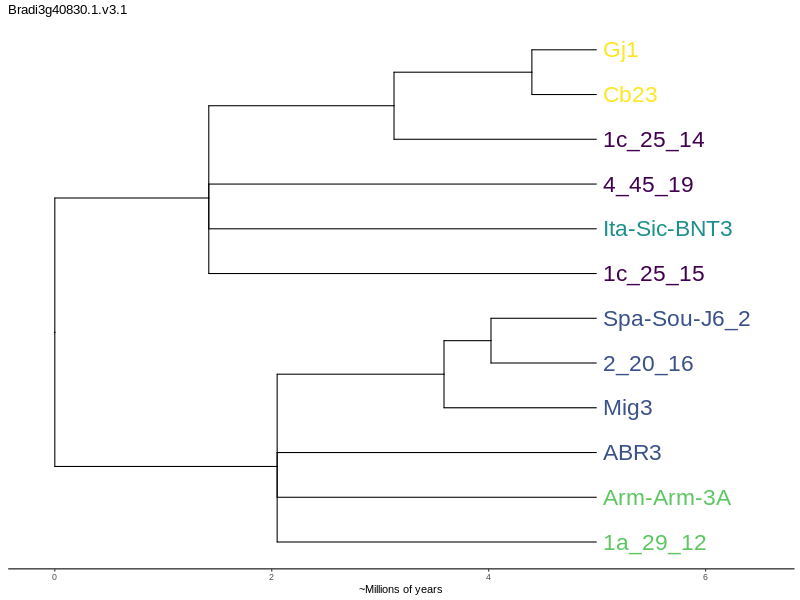 Bradi3g40830.1.v3.1
Gj1
Cb23
1c_25_14
4_45_19
Ita-Sic-BNT3
1c_25_15
Spa-Sou-J6_2
2_20_16
Mig3
ABR3
Arm-Arm-3A
1a_29_12
0 2 4 6
~Millions of years